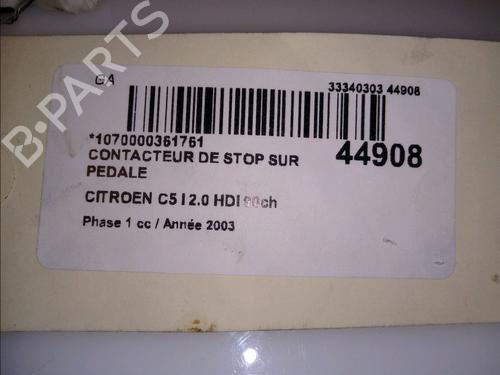 GA
33340303 44908
*1070000361761
CONTACTEUR DE STOP SUR
PEDALE
44908
CITROEN C5 I 2.0 HDI 90ch
Phase 1 cc / Année 2003
B-PARTS